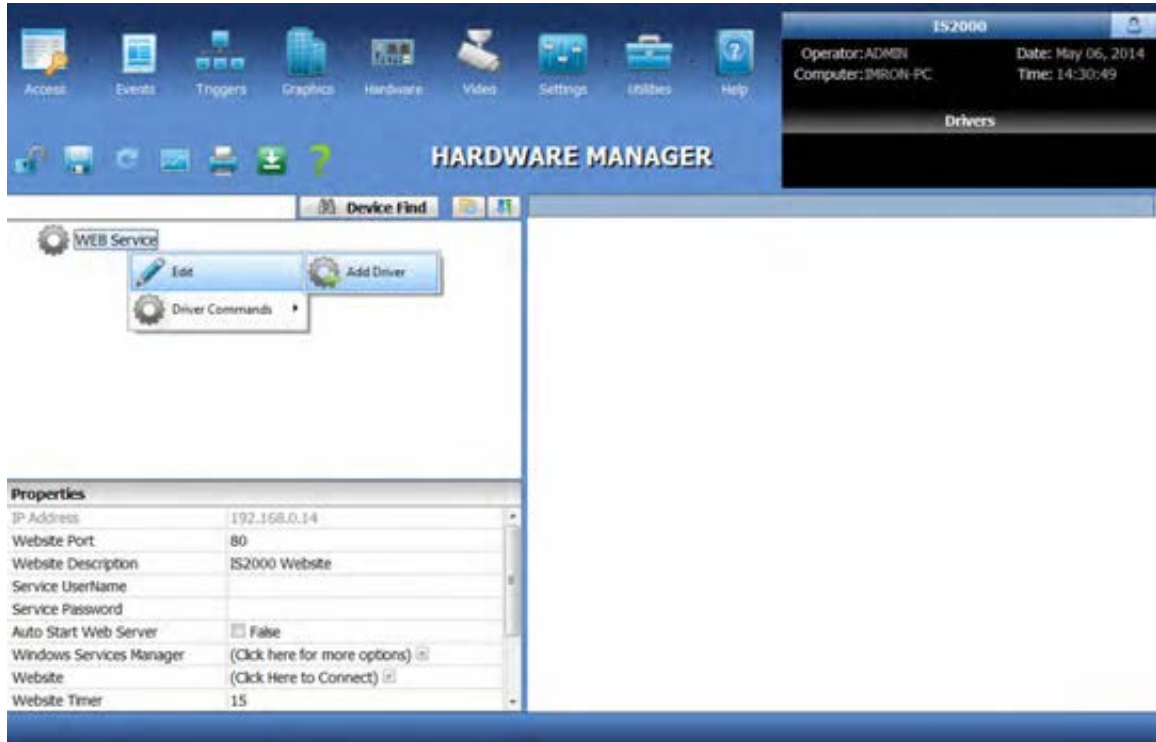 IS2000
Operator:ADMIN Date: May 06, 2014
Computer:IMRON-PC Time: 14:30:49
Drivers
Access Events Triggers Graphics Hardware Video Settings Utilities Help
HARDWARE MANAGER
Device Find
WEB Service
Edit
Add Driver
Driver Commands
Properties
IP Address 192.168.0.14
Website Port 80
Website Description IS2000 Website
Service UserName
Service Password
Auto Start Web Server False
Windows Services Manager (Click here for more options)
Website (Click Here to Connect)
Website Timer 15